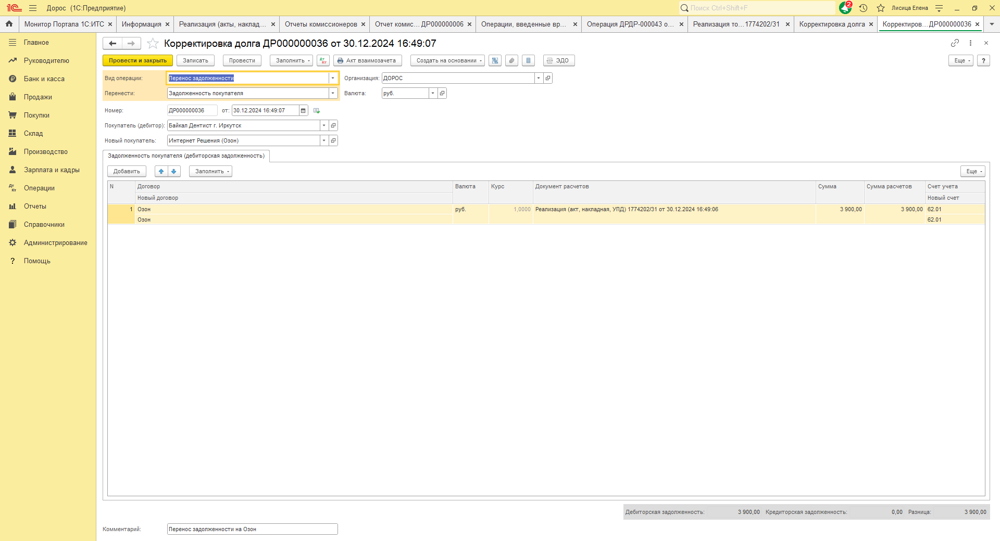 Дорос (1С:Предприятие)
Поиск Ctrl+Shift+F
2
Лисица Елена
Монитор Портала 1С:ИТС
Информация
Реализация (акты, наклад...
Отчеты комиссионеров
Отчет комис... ДР000000006
Операции, введенные вр...
Операция ДРДР-000043 о...
Реализация то...1774202/31
Корректировка долга
Корректиров...ДР000000036
Главное
Руководителю
Банк и касса
Продажи
Покупки
Склад
Производство
Зарплата и кадры
Операции
Отчеты
Справочники
Администрирование
Помощь
Корректировка долга ДР000000036 от 30.12.2024 16:49:07
Провести и закрыть
Записать
Провести
Заполнить
Дт Кт
Акт взаимозачета
Создать на основании
ЭДО
Еще
?
Вид операции:
Перенос задолженности
Организация:
ДОРОС
Перенести:
Задолженность покупателя
Валюта:
руб.
Номер:
ДР000000036
от:
30.12.2024 16:49:07
Покупатель (дебитор):
Байкал Дентист г. Иркутск
Новый покупатель:
Интернет Решения (Озон)
Задолженность покупателя (дебиторская задолженность)
Добавить
Заполнить
Еще
N
Договор
Валюта
Курс
Документ расчетов
Сумма
Сумма расчетов
Счет учета
Новый договор
Новый счет
1
Озон
руб.
1,0000
Реализация (акт, накладная, УПД) 1774202/31 от 30.12.2024 16:49:06
3 900,00
3 900,00
62.01
Озон
62.01
Дебиторская задолженность:
3 900,00
Кредиторская задолженность:
0,00
Разница:
3 900,00
Комментарий:
Перенос задолженности на Озон